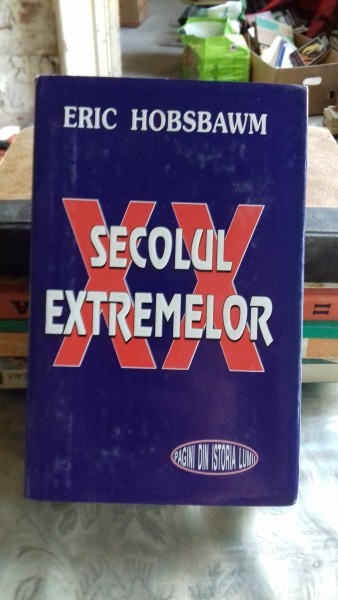 ERIC HOBSBAWM
XX
SECOLUL
EXTREMELOR
PAGINI DIN ISTORIA LUMII